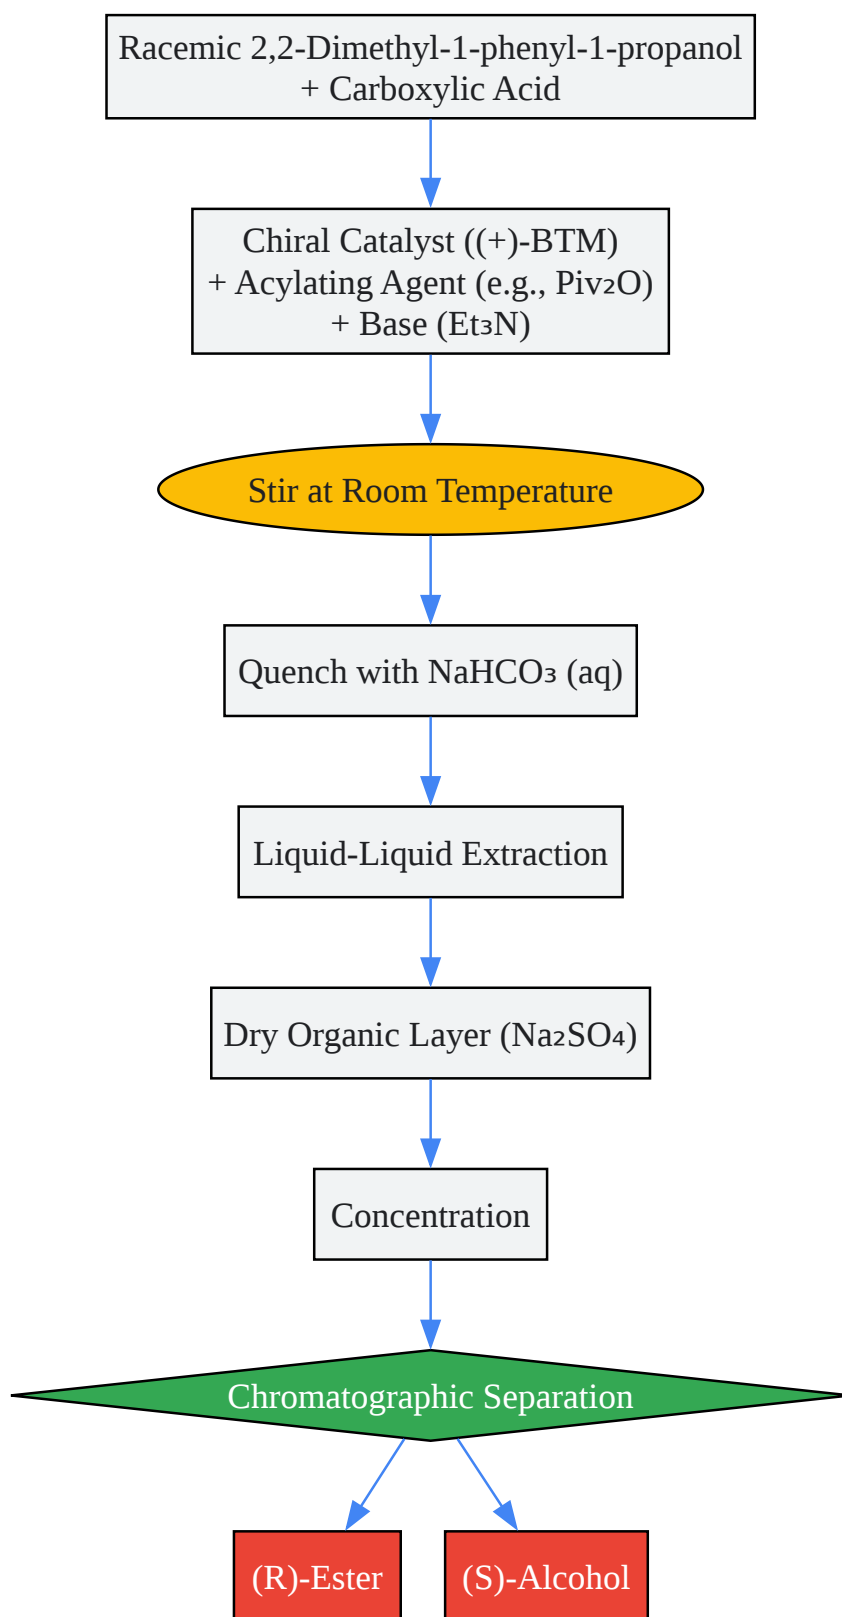 Racemic 2,2-Dimethyl-1-phenyl-1-propanol
+ Carboxylic Acid
Chiral Catalyst ((+)-BTM)
+ Acylating Agent (e.g., Piv₂O)
+ Base (Et₃N)
Stir at Room Temperature
Quench with NaHCO₃ (aq)
Liquid-Liquid Extraction
Dry Organic Layer (Na₂SO₄)
Concentration
Chromatographic Separation
(R)-Ester
(S)-Alcohol